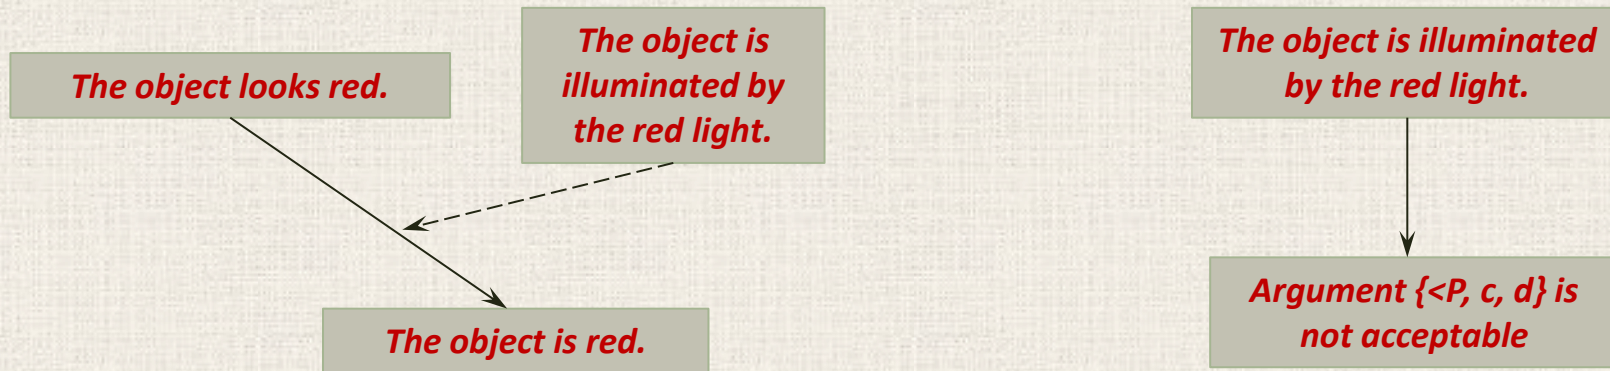 The object looks red.
The object is
illuminated by
the red light.
The object is red.
The object is illuminated
by the red light.
Argument {<P, c, d} is
not acceptable